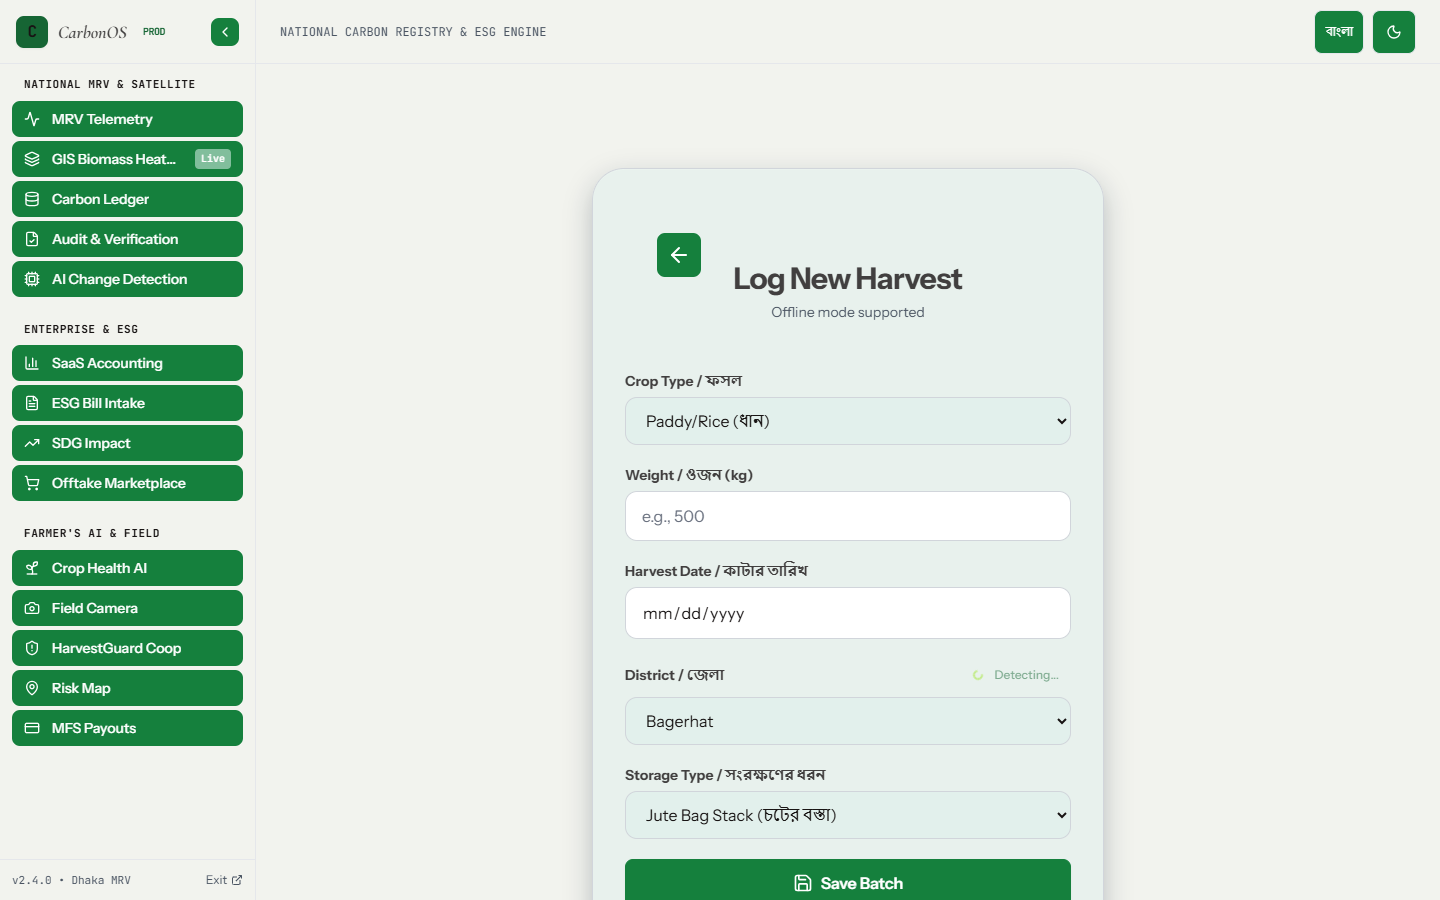 C CarbonOS PROD
NATIONAL CARBON REGISTRY & ESG ENGINE
বাংলা
NATIONAL MRV & SATELLITE
MRV Telemetry
GIS Biomass Heat... Live
Carbon Ledger
Audit & Verification
AI Change Detection
ENTERPRISE & ESG
SaaS Accounting
ESG Bill Intake
SDG Impact
Offtake Marketplace
FARMER'S AI & FIELD
Crop Health AI
Field Camera
HarvestGuard Coop
Risk Map
MFS Payouts
v2.4.0 • Dhaka MRV Exit
Log New Harvest
Offline mode supported
Crop Type / ফসল
Paddy/Rice (ধান)
Weight / ওজন (kg)
e.g., 500
Harvest Date / কাটার তারিখ
mm/dd/yyyy
District / জেলা Detecting...
Bagerhat
Storage Type / সংরক্ষণের ধরন
Jute Bag Stack (চটের বস্তা)
Save Batch